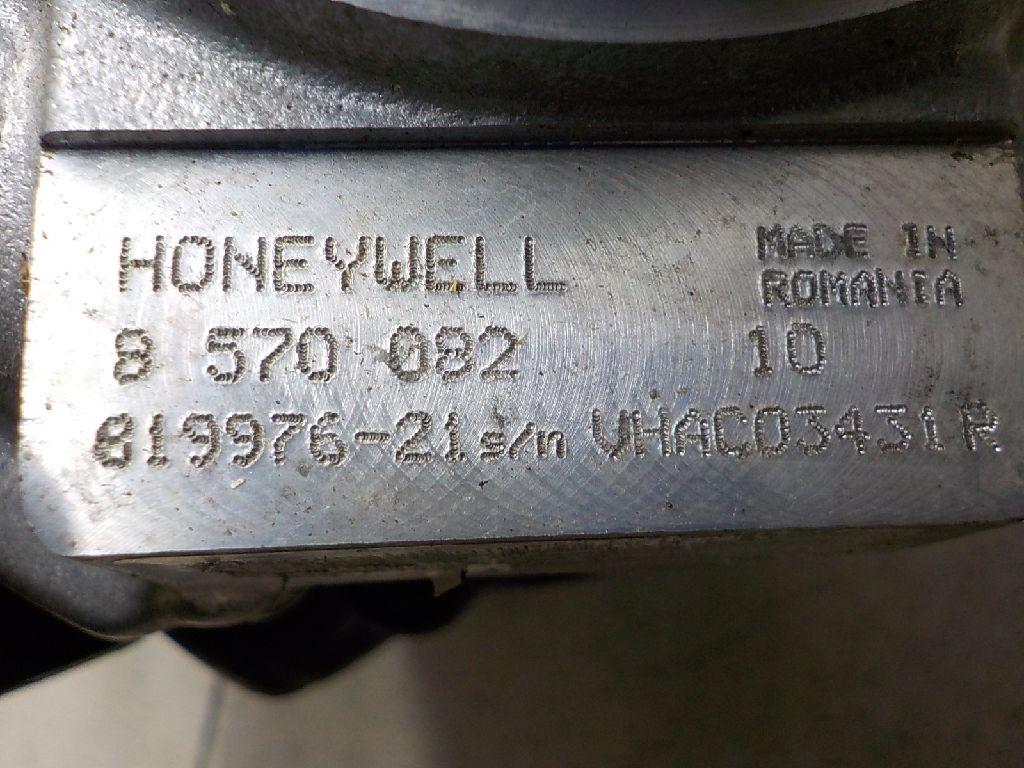 HONEYWELL
MADE IN
ROMANIA
8 570 082 10
819976-21 s/n VHAC03431R